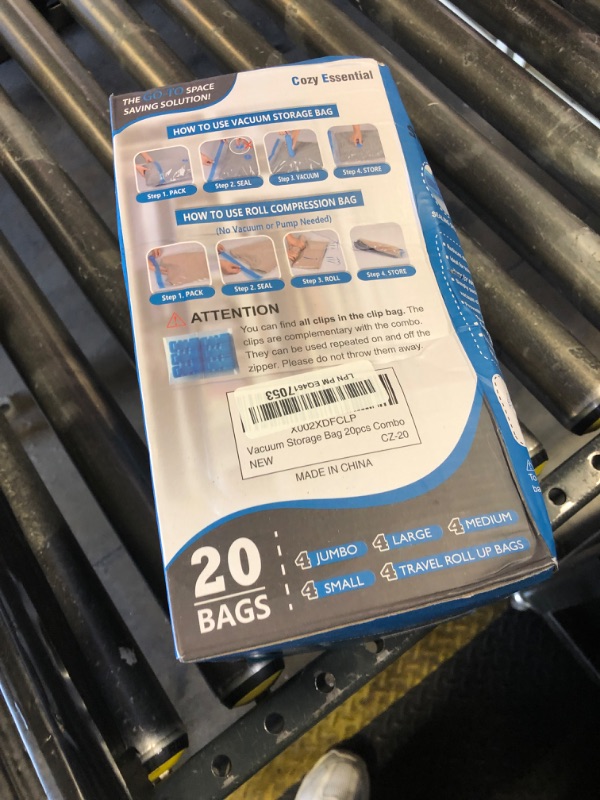 THE GO-TO SPACE
SAVING SOLUTION!
Cozy Essential
HOW TO USE VACUUM STORAGE BAG
Step 1. PACK
Step 2. SEAL
Step 3. VACUUM
Step 4. STORE
HOW TO USE ROLL COMPRESSION BAG
(No Vacuum or Pump Needed)
Step 1. PACK
Step 2. SEAL
Step 3. ROLL
Step 4. STORE
ATTENTION
You can find all clips in the clip bag. The
clips are complementary with the combo.
They can be used repeated on and off the
zipper. Please do not throw them away.
LPN PM EQ4617053
X002XDFCLP
Vacuum Storage Bag 20pcs Combo
NEW CZ-20
MADE IN CHINA
20
BAGS
4 JUMBO 4 LARGE 4 MEDIUM
4 SMALL 4 TRAVEL ROLL UP BAGS